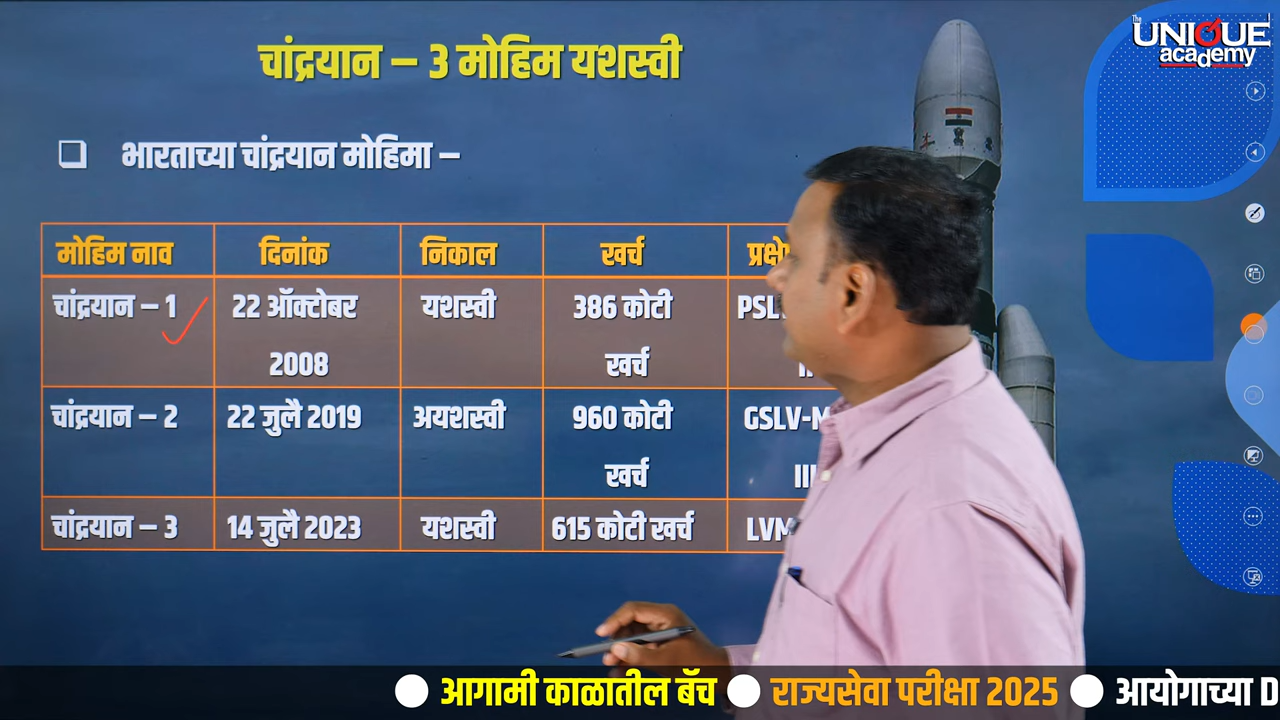 The
UNIQUE
academy
चांद्रयान – 3 मोहिम यशस्वी
भारताच्या चांद्रयान मोहिमा –
मोहिम नाव दिनांक निकाल खर्च
चांद्रयान – 1 22 ऑक्टोबर 2008 यशस्वी 386 कोटी खर्च
चांद्रयान – 2 22 जुलै 2019 अयशस्वी 960 कोटी खर्च III
चांद्रयान – 3 14 जुलै 2023 यशस्वी 615 कोटी खर्च
आगामी काळातील बॅच राज्यसेवा परीक्षा 2025 आयोगाच्या